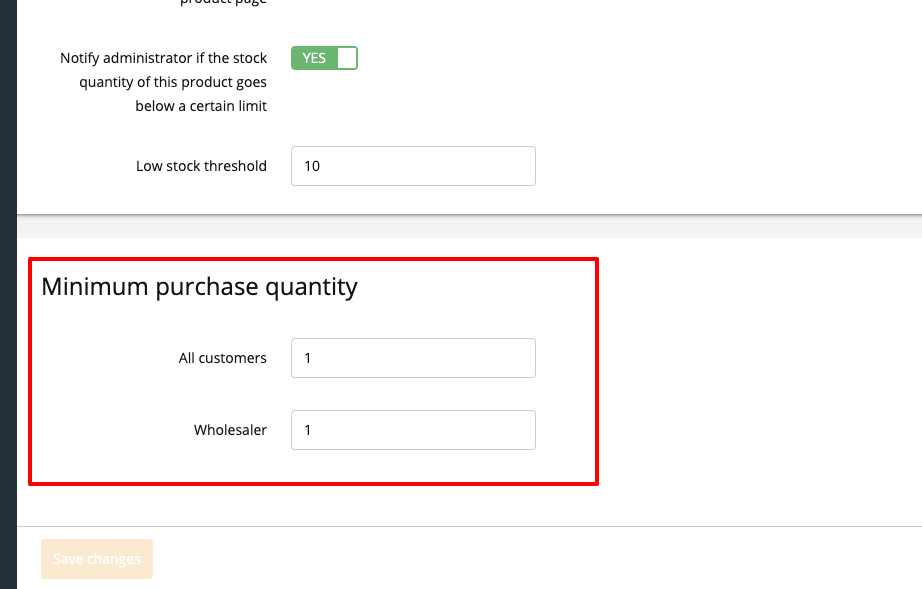 product page
Notify administrator if the stock
quantity of this product goes
below a certain limit
YES
Low stock threshold
10
Minimum purchase quantity
All customers
1
Wholesaler
1
Save changes